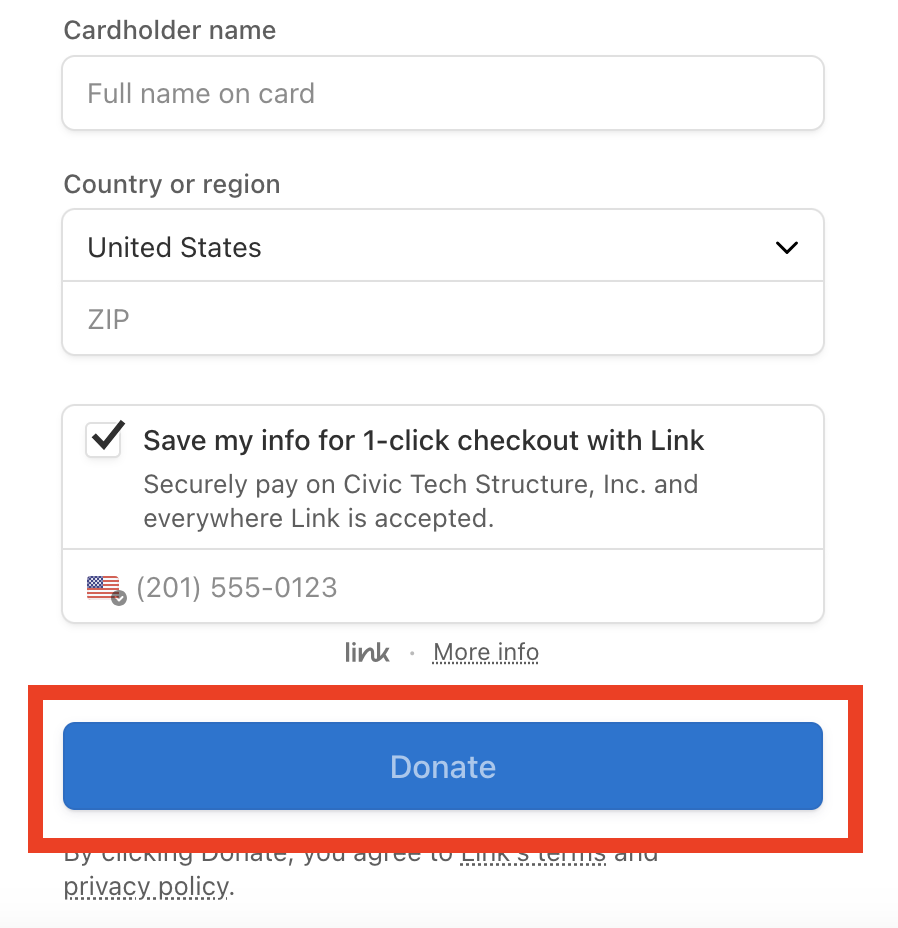 Cardholder name
Full name on card
Country or region
United States
ZIP
Save my info for 1-click checkout with Link
Securely pay on Civic Tech Structure, Inc. and
everywhere Link is accepted.
(201) 555-0123
link · More info
Donate
By clicking Donate, you agree to Link's terms and
privacy policy.